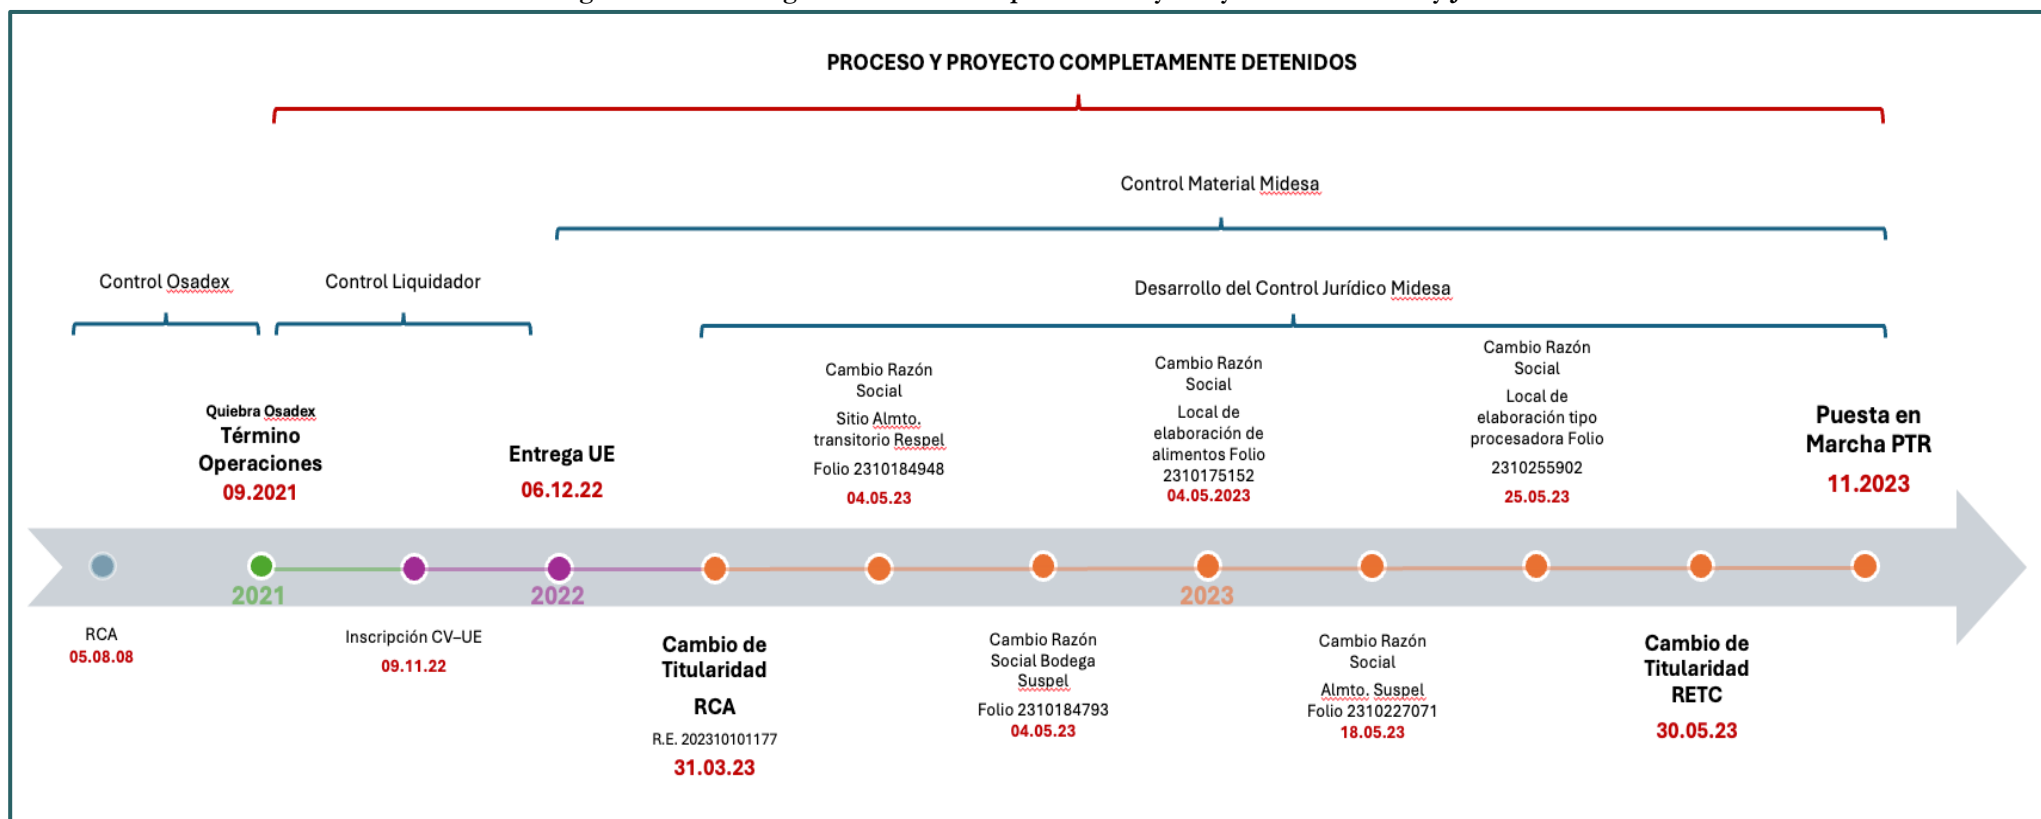 PROCESO Y PROYECTO COMPLETAMENTE DETENIDOS
Control Material Midesa
Control Osadex
Control Liquidador
Desarrollo del Control Jurídico Midesa
Quiebra Osadex
Término
Operaciones
09.2021
Entrega UE
06.12.22
Cambio Razón
Social
Sitio Almto.
transitorio Respel
Folio 2310184948
04.05.23
Cambio Razón
Social
Local de
elaboración de
alimentos Folio
2310175152
04.05.2023
Cambio Razón
Social
Local de
elaboración tipo
procesadora Folio
2310255902
25.05.23
Puesta en
Marcha PTR
11.2023
2021
2022
2023
RCA
05.08.08
Inscripción CV–UE
09.11.22
Cambio de
Titularidad
RCA
R.E. 202310101177
31.03.23
Cambio Razón
Social Bodega
Suspel
Folio 2310184793
04.05.23
Cambio Razón
Social
Almto. Suspel
Folio 2310227071
18.05.23
Cambio de
Titularidad
RETC
30.05.23